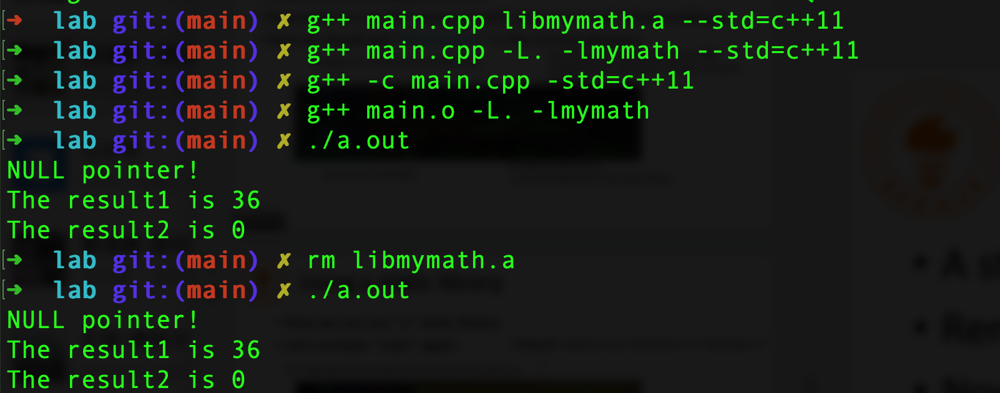 ➜ lab git:(main) ✗ g++ main.cpp libmymath.a --std=c++11
➜ lab git:(main) ✗ g++ main.cpp -L. -lmymath --std=c++11
➜ lab git:(main) ✗ g++ -c main.cpp -std=c++11
➜ lab git:(main) ✗ g++ main.o -L. -lmymath
➜ lab git:(main) ✗ ./a.out
NULL pointer!
The result1 is 36
The result2 is 0
➜ lab git:(main) ✗ rm libmymath.a
➜ lab git:(main) ✗ ./a.out
NULL pointer!
The result1 is 36
The result2 is 0